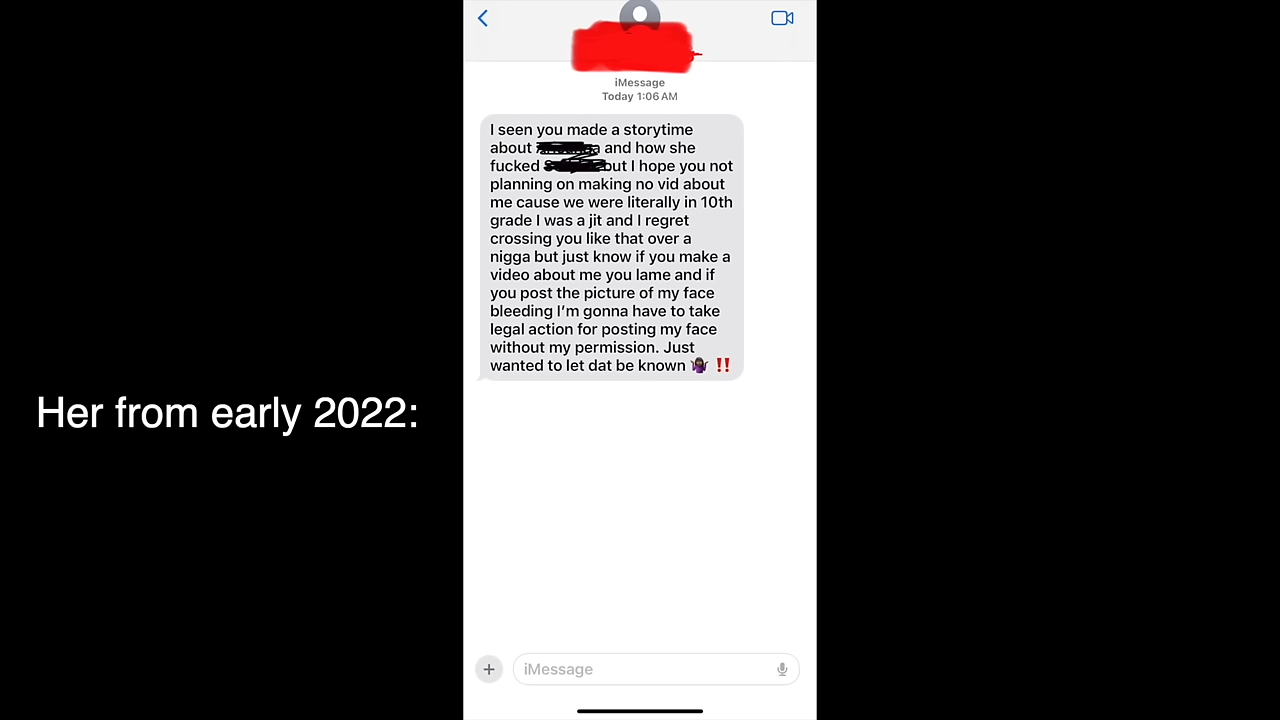 iMessage
Today 1:06 AM
I seen you made a storytime
about and how she
fucked but I hope you not
planning on making no vid about
me cause we were literally in 10th
grade I was a jit and I regret
crossing you like that over a
nigga but just know if you make a
video about me you lame and if
you post the picture of my face
bleeding I’m gonna have to take
legal action for posting my face
without my permission. Just
wanted to let dat be known 🤷🏿‍♀️ ‼️
Her from early 2022:
iMessage